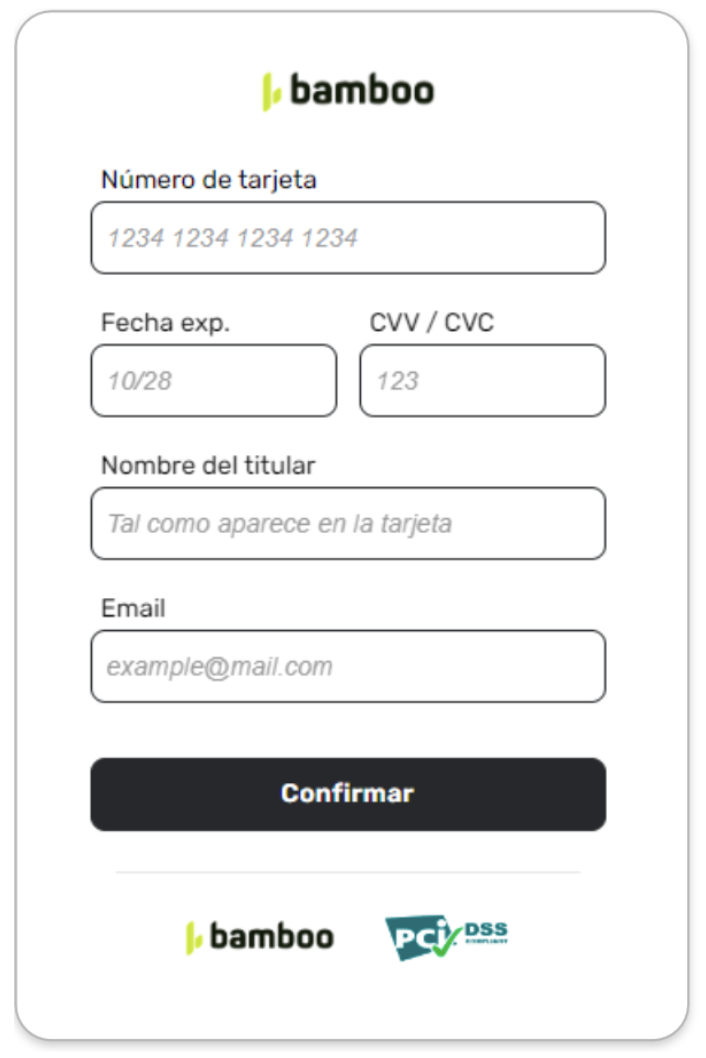 bamboo
Número de tarjeta
1234 1234 1234 1234
Fecha exp. CVV / CVC
10/28 123
Nombre del titular
Tal como aparece en la tarjeta
Email
example@mail.com
Confirmar
bamboo PCI DSS
COMPLIANT